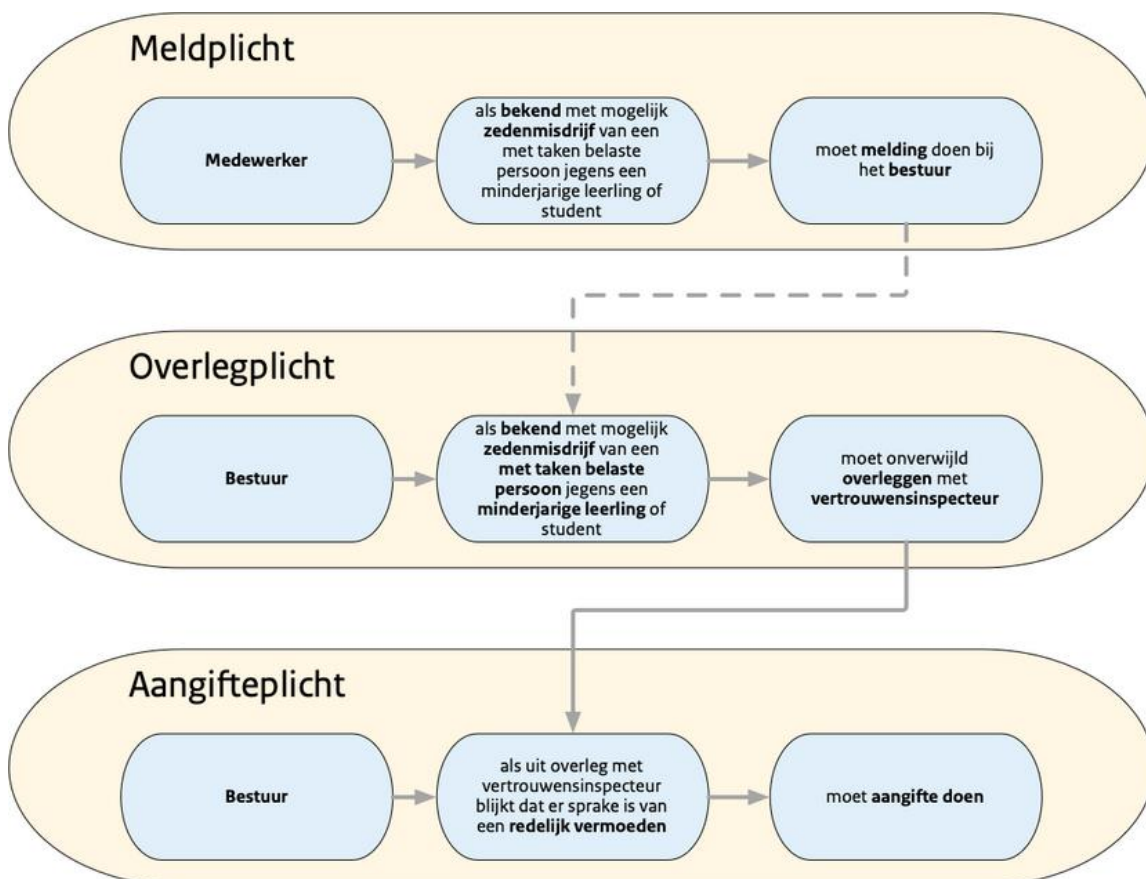 Meldplicht
Medewerker
als bekend met mogelijk
zedenmisdrijf van een
met taken belaste
persoon jegens een
minderjarige leerling of
student
moet melding doen bij
het bestuur
Overlegplicht
Bestuur
als bekend met mogelijk
zedenmisdrijf van een
met taken belaste
persoon jegens een
minderjarige leerling of
student
moet onverwijld
overleggen met
vertrouwensinspecteur
Aangifteplicht
Bestuur
als uit overleg met
vertrouwensinspecteur
blijkt dat er sprake is van
een redelijk vermoeden
moet aangifte doen